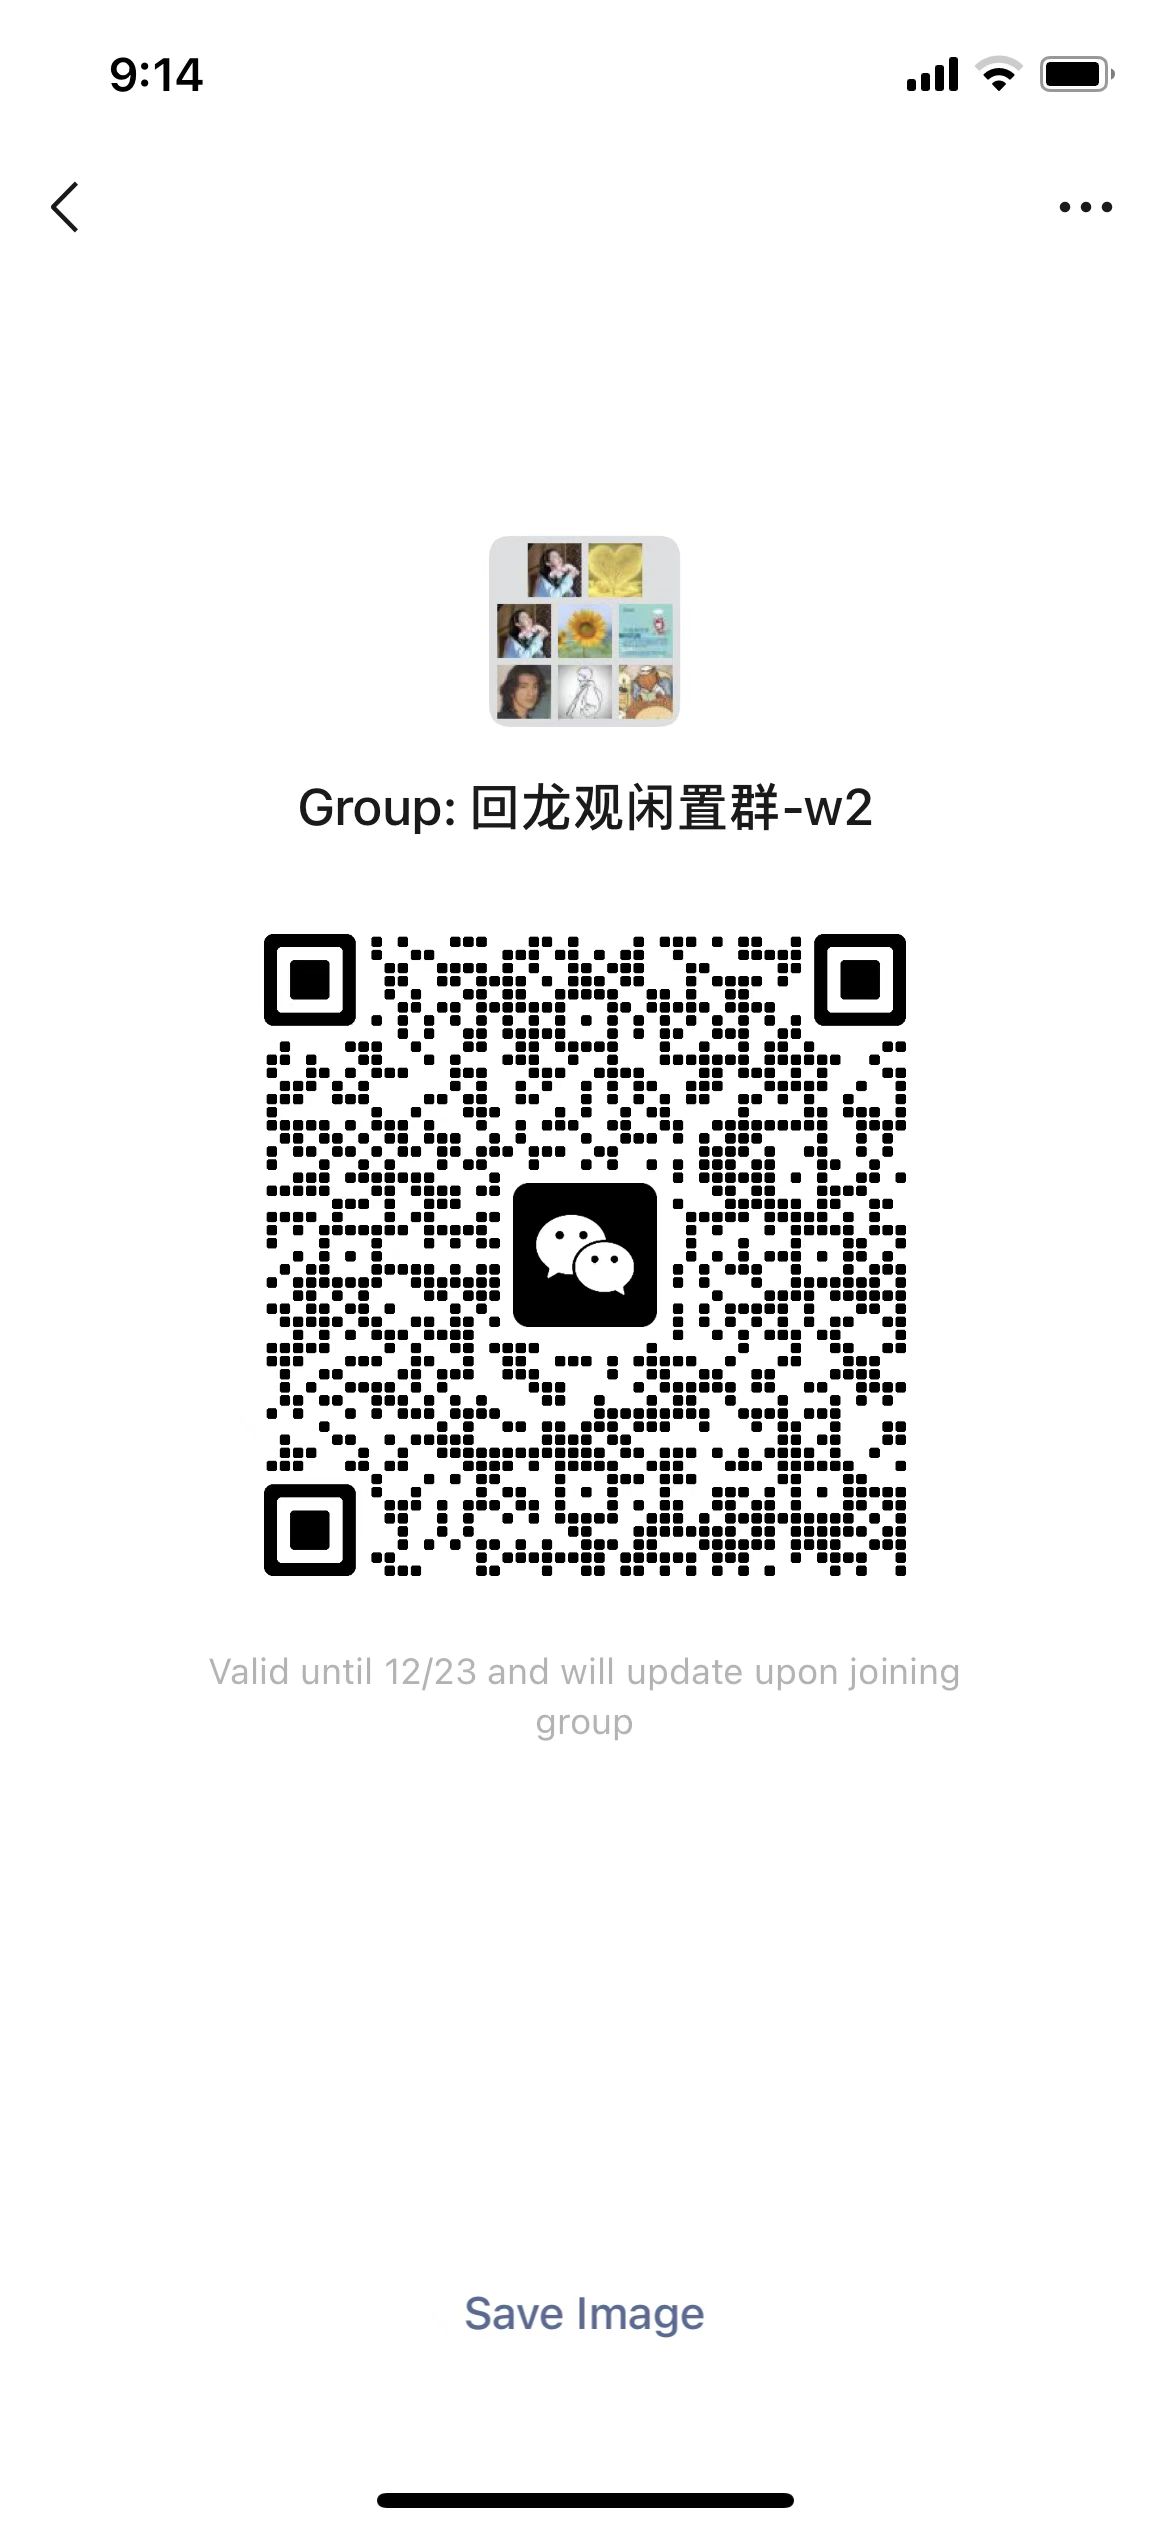 9:14
Group: 回龙观闲置群-w2
Valid until 12/23 and will update upon joining
group
Save Image